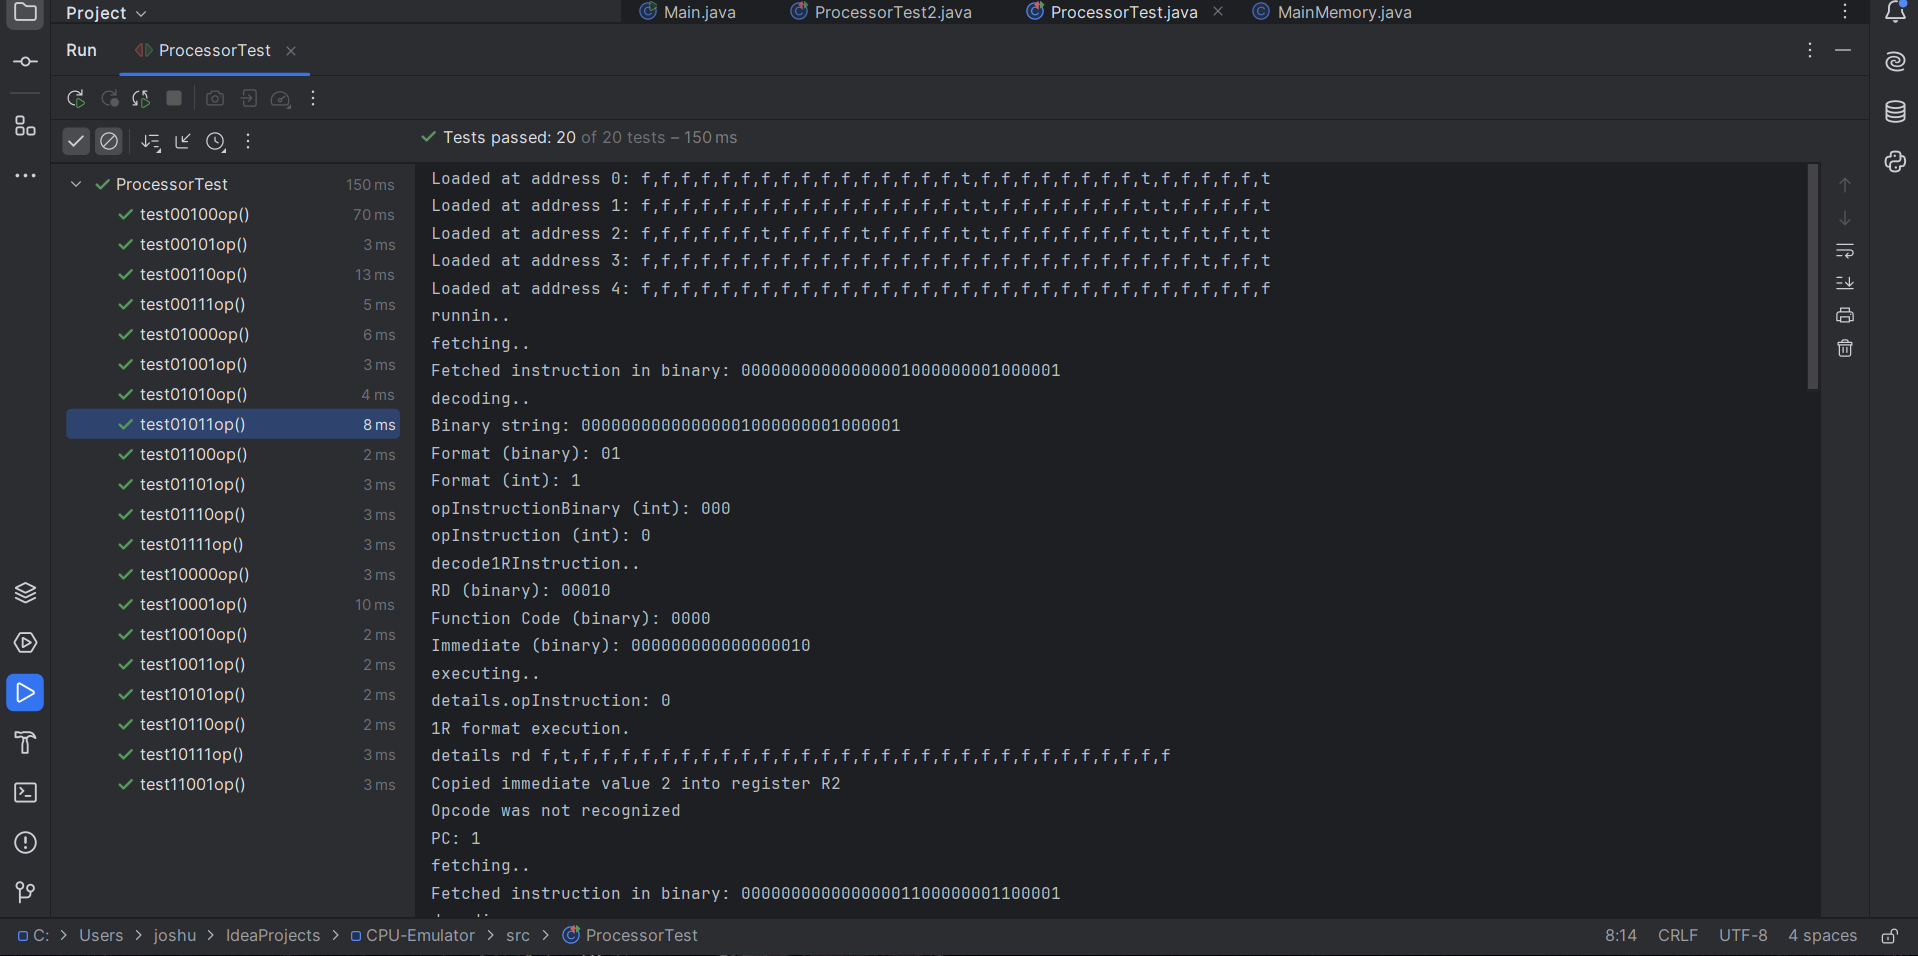 Project
Main.java
ProcessorTest2.java
ProcessorTest.java
MainMemory.java
Run
ProcessorTest
Tests passed: 20 of 20 tests – 150 ms
ProcessorTest 150 ms
test00100op() 70 ms
test00101op() 3 ms
test00110op() 13 ms
test00111op() 5 ms
test01000op() 6 ms
test01001op() 3 ms
test01010op() 4 ms
test01011op() 8 ms
test01100op() 2 ms
test01101op() 3 ms
test01110op() 3 ms
test01111op() 3 ms
test10000op() 3 ms
test10001op() 10 ms
test10010op() 2 ms
test10011op() 2 ms
test10101op() 2 ms
test10110op() 2 ms
test10111op() 3 ms
test11001op() 3 ms
Loaded at address 0: f,f,f,f,f,f,f,f,f,f,f,f,f,f,f,f,t,f,f,f,f,f,f,f,f,t,f,f,f,f,f,t
Loaded at address 1: f,f,f,f,f,f,f,f,f,f,f,f,f,f,f,f,t,t,f,f,f,f,f,f,f,t,t,f,f,f,f,t
Loaded at address 2: f,f,f,f,f,f,t,f,f,f,f,t,f,f,f,f,t,t,f,f,f,f,f,f,f,t,t,f,t,f,t,t
Loaded at address 3: f,f,f,f,f,f,f,f,f,f,f,f,f,f,f,f,f,f,f,f,f,f,f,f,f,f,f,f,t,f,f,t
Loaded at address 4: f,f,f,f,f,f,f,f,f,f,f,f,f,f,f,f,f,f,f,f,f,f,f,f,f,f,f,f,f,f,f,f
runnin..
fetching..
Fetched instruction in binary: 00000000000000001000000001000001
decoding..
Binary string: 00000000000000001000000001000001
Format (binary): 01
Format (int): 1
opInstructionBinary (int): 000
opInstruction (int): 0
decode1RInstruction..
RD (binary): 00010
Function Code (binary): 0000
Immediate (binary): 000000000000000010
executing..
details.opInstruction: 0
1R format execution.
details rd f,t,f,f,f,f,f,f,f,f,f,f,f,f,f,f,f,f,f,f,f,f,f,f,f,f,f,f,f,f,f,f
Copied immediate value 2 into register R2
Opcode was not recognized
PC: 1
fetching..
Fetched instruction in binary: 00000000000000001100000001100001
C: > Users > joshu > IdeaProjects > CPU-Emulator > src > ProcessorTest
8:14 CRLF UTF-8 4 spaces